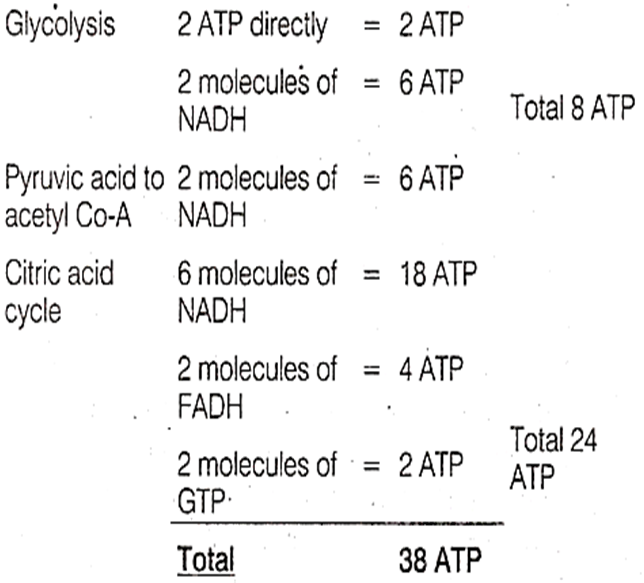 Glycolysis 2 ATP directly = 2 ATP
2 molecules of = 6 ATP
NADH
Total 8 ATP
Pyruvic acid to 2 molecules of = 6 ATP
acetyl Co-A NADH
Citric acid 6 molecules of = 18 ATP
cycle NADH
2 molecules of = 4 ATP
FADH
Total 24
2 molecules of = 2 ATP
ATP
GTP
Total 38 ATP